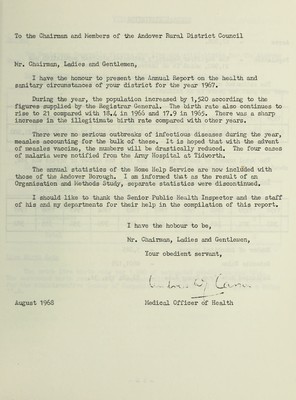 To the Chairman and Members of the Andover Rural District Council
Mr. Chairman, Ladies and Gentlemen,
I have the honour to present the Annual Report on the health and
sanitary circumstances of your district for the year 1967.
During the year, the population increased by 1,520 according to the
figures supplied by the Registrar General. The birth rate also continues to
rise to 21 compared with 18.4 in 1966 and 17.9 in 1965. There was a sharp
increase in the illegitimate birth rate compared with other years.
There were no serious outbreaks of infectious diseases during the year,
measles accounting for the bulk of these. It is hoped that with the advent
of measles vaccine, the numbers will be drastically reduced. The four cases
of malaria were notified from the Army Hospital at Tidworth.
The annual statistics of the Home Help Service are now included with
those of the Andover Borough. I am informed that as the result of an
Organisation and Methods Study, separate statistics were discontinued.
I should like to thank the Senior Public Health Inspector and the staff
of his and my departments for their help in the compilation of this report.
I have the honour to be,
Mr. Chairman, Ladies and Gentlemen,
Your obedient servant,
August 1968
Medical Officer of Health